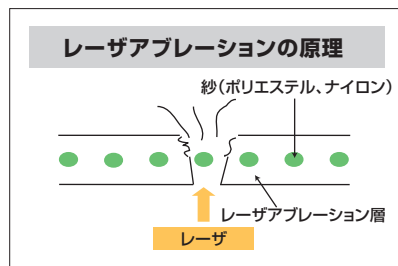 レーザアブレーションの原理
紗(ポリエステル、ナイロン)
レーザアブレーション層
レーザ